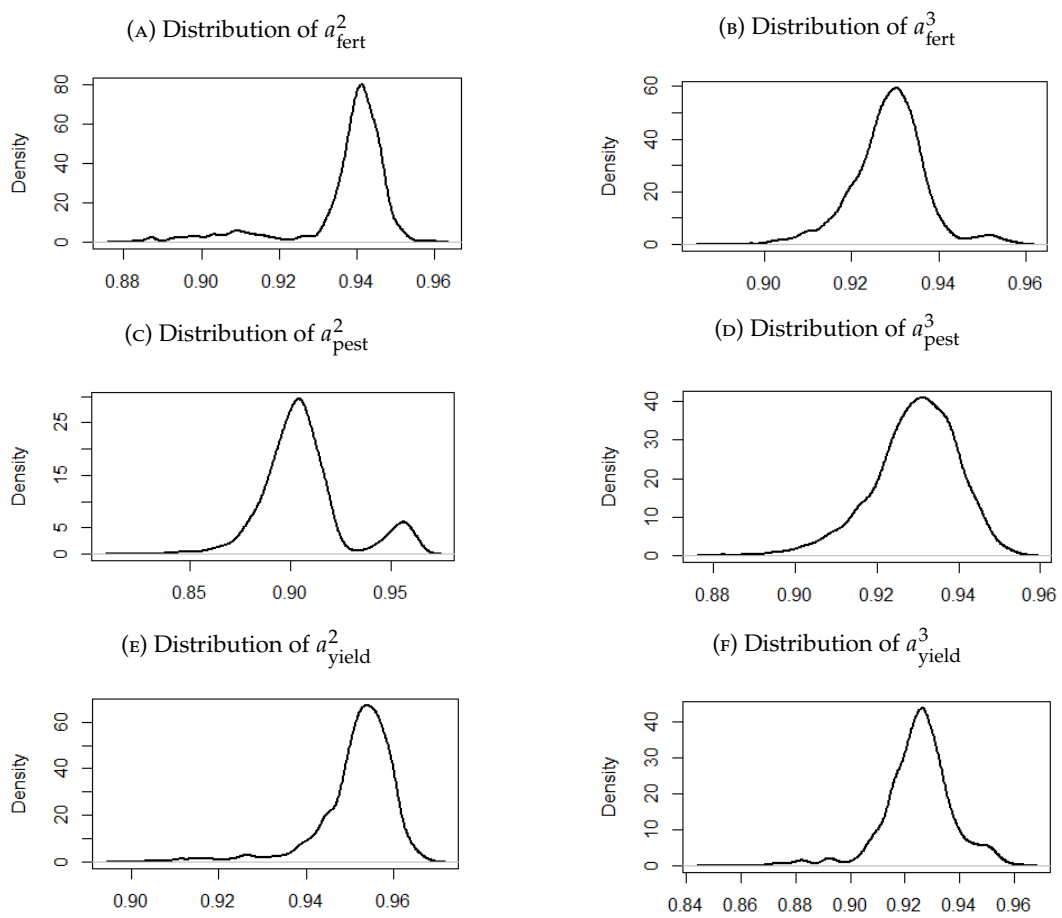 (A) Distribution of a²fert
(B) Distribution of a³fert
Density
0 20 40 60 80
0.88 0.90 0.92 0.94 0.96
Density
0 20 40 60
0.90 0.92 0.94 0.96
(C) Distribution of a²pest
(D) Distribution of a³pest
Density
0 5 15 25
0.85 0.90 0.95
Density
0 10 20 30 40
0.88 0.90 0.92 0.94 0.96
(E) Distribution of a²yield
(F) Distribution of a³yield
Density
0 20 40 60
0.90 0.92 0.94 0.96
Density
0 10 20 30 40
0.84 0.86 0.88 0.90 0.92 0.94 0.96